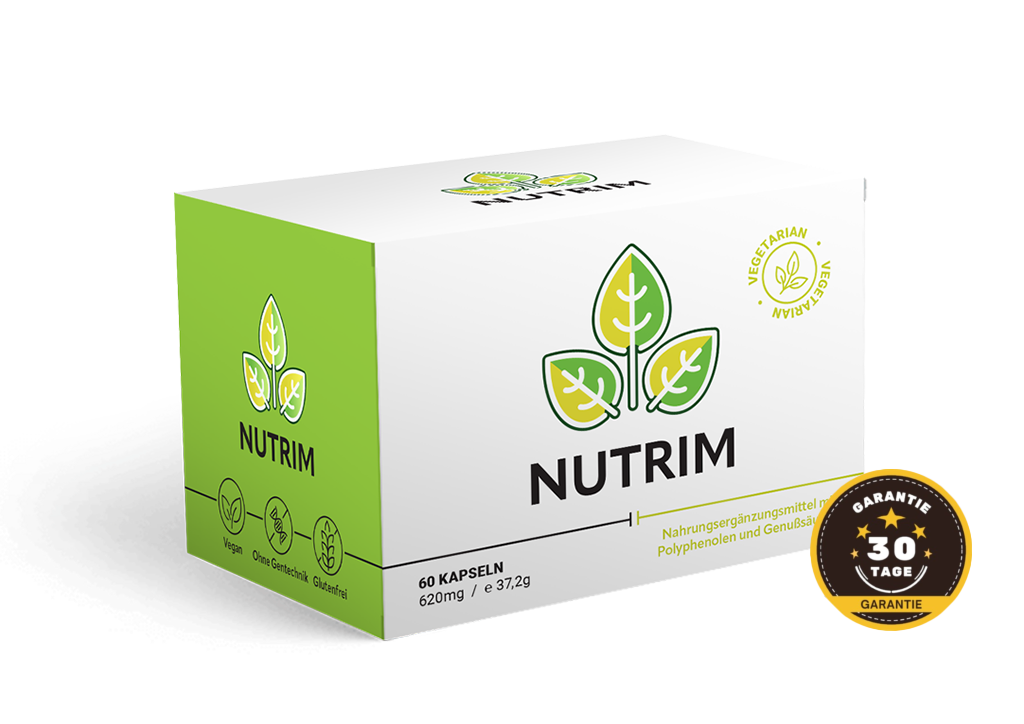 NUTRIM
VEGETARIAN • VEGETARIAN •
NUTRIM
NUTRIM
Vegan
Ohne Gentechnik
Glutenfrei
60 KAPSELN
620mg / ℮ 37,2g
Nahrungsergänzungsmittel
Polyphenolen und
GARANTIE
30
TAGE
GARANTIE